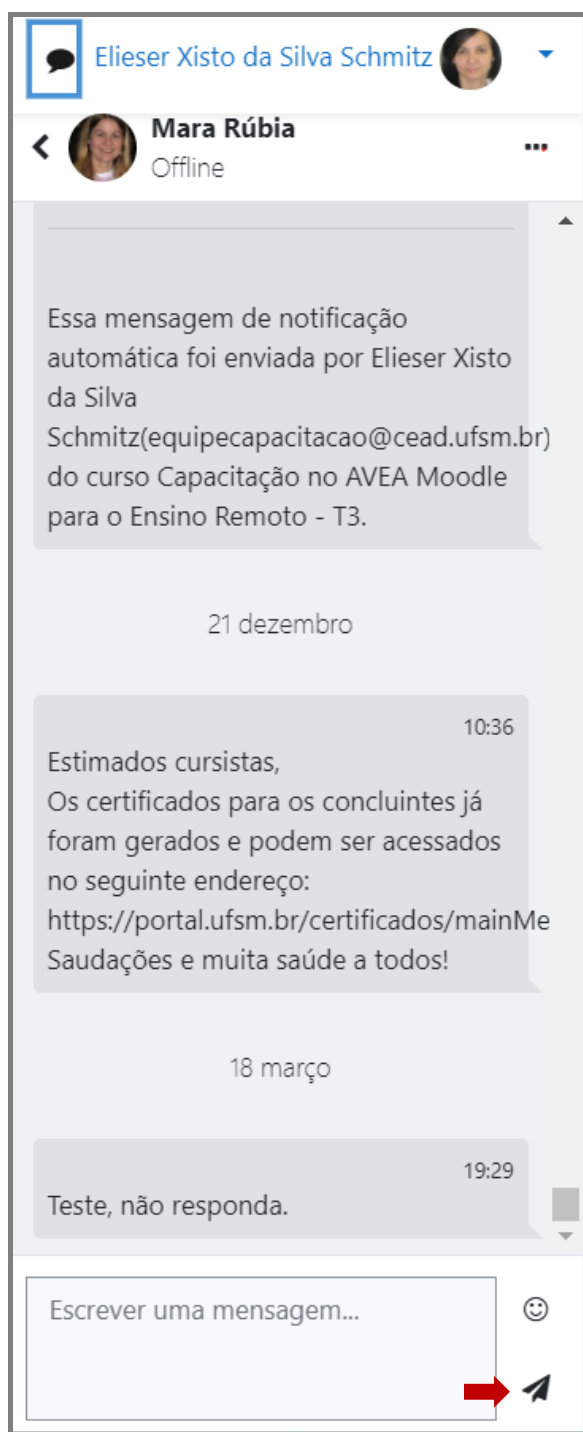 Elieser Xisto da Silva Schmitz
Mara Rúbia
Offline
Essa mensagem de notificação
automática foi enviada por Elieser Xisto
da Silva
Schmitz(equipecapacitacao@cead.ufsm.br)
do curso Capacitação no AVEA Moodle
para o Ensino Remoto - T3.
21 dezembro
10:36
Estimados cursistas,
Os certificados para os concluintes já
foram gerados e podem ser acessados
no seguinte endereço:
https://portal.ufsm.br/certificados/mainMe
Saudações e muita saúde a todos!
18 março
19:29
Teste, não responda.
Escrever uma mensagem...